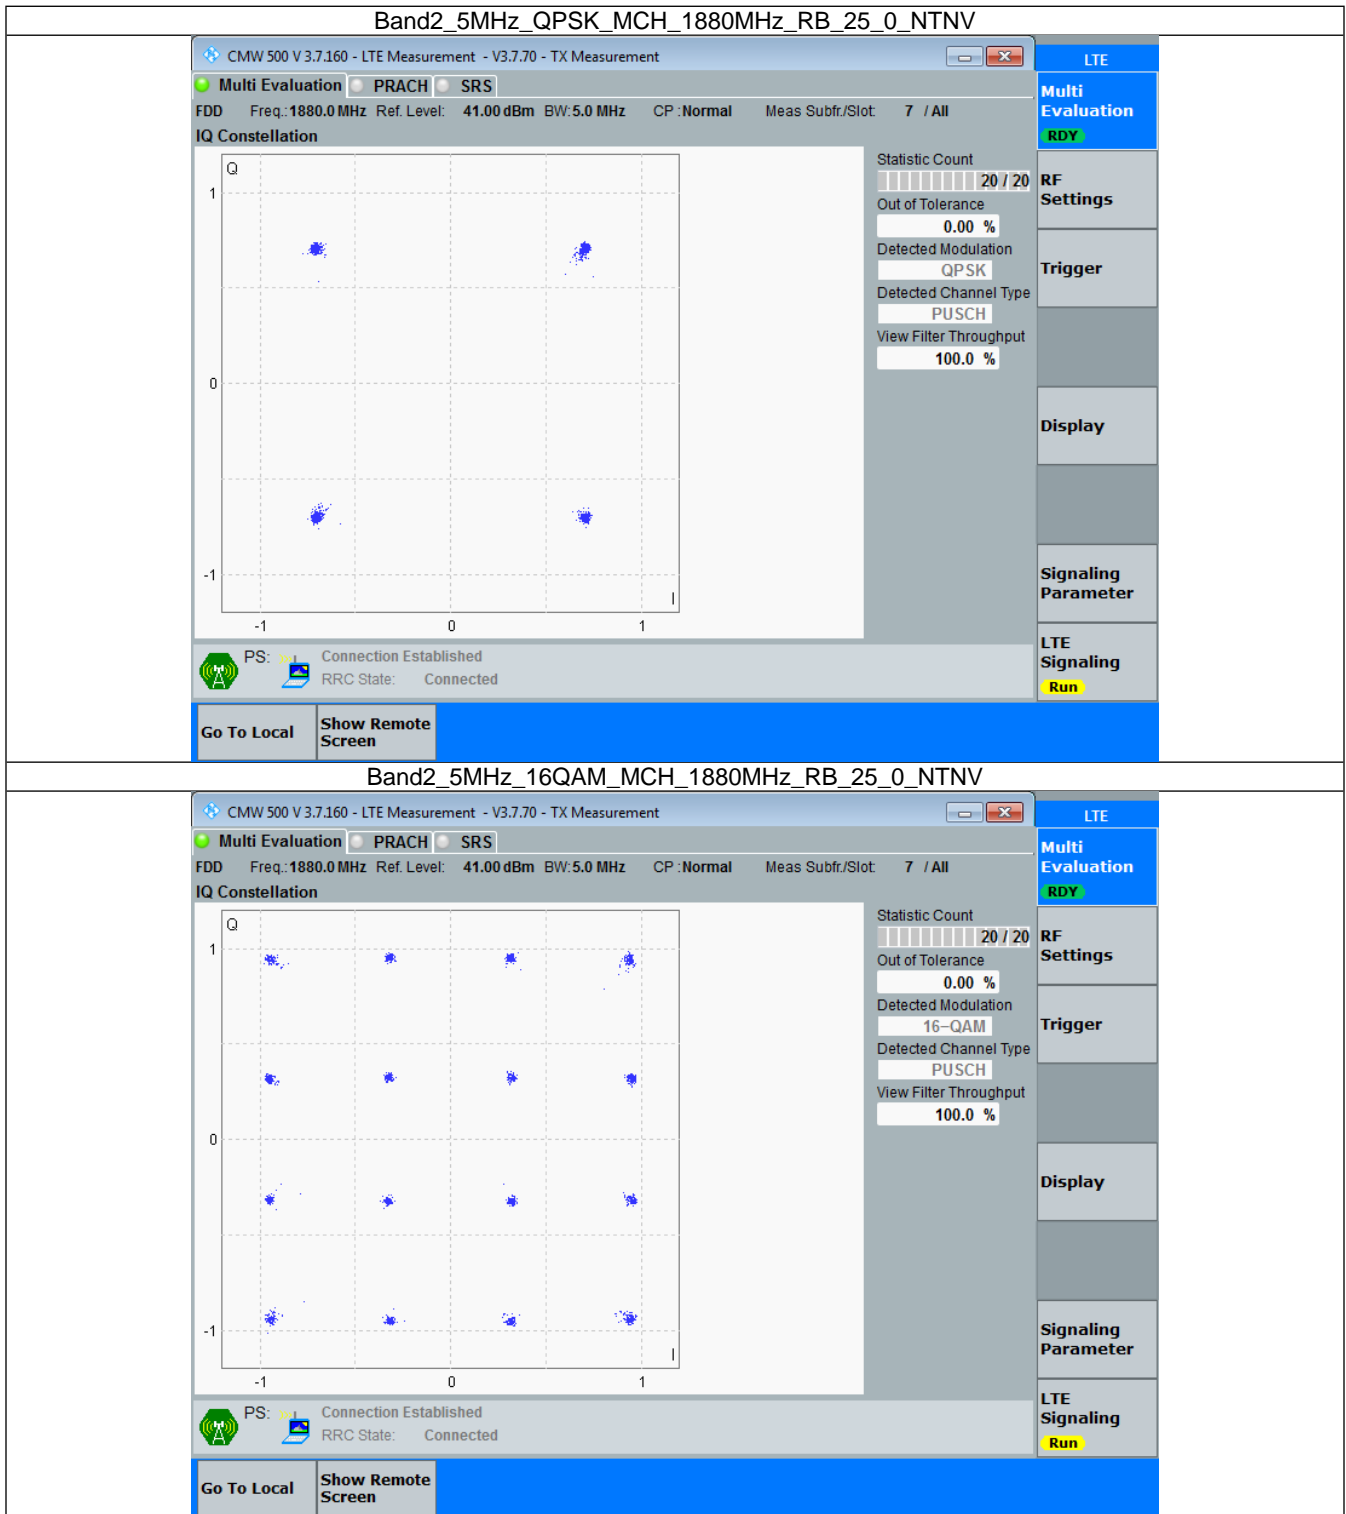 Band2_5MHz_QPSK_MCH_1880MHz_RB_25_0_NTNV
CMW 500 V 3.7.160 - LTE Measurement - V3.7.70 - TX Measurement
LTE
Multi Evaluation PRACH SRS
FDD Freq.:1880.0 MHz Ref. Level: 41.00 dBm BW:5.0 MHz CP :Normal Meas Subfr./Slot: 7 / All
IQ Constellation
Q
1
0
-1
I
-1 0 1
Statistic Count
20 / 20
Out of Tolerance
0.00 %
Detected Modulation
QPSK
Detected Channel Type
PUSCH
View Filter Throughput
100.0 %
Multi
Evaluation
RDY
RF
Settings
Trigger
Display
Signaling
Parameter
LTE
Signaling
Run
PS: Connection Established
RRC State: Connected
Go To Local
Show Remote
Screen
Band2_5MHz_16QAM_MCH_1880MHz_RB_25_0_NTNV
CMW 500 V 3.7.160 - LTE Measurement - V3.7.70 - TX Measurement
LTE
Multi Evaluation PRACH SRS
FDD Freq.:1880.0 MHz Ref. Level: 41.00 dBm BW:5.0 MHz CP :Normal Meas Subfr./Slot: 7 / All
IQ Constellation
Q
1
0
-1
I
-1 0 1
Statistic Count
20 / 20
Out of Tolerance
0.00 %
Detected Modulation
16-QAM
Detected Channel Type
PUSCH
View Filter Throughput
100.0 %
Multi
Evaluation
RDY
RF
Settings
Trigger
Display
Signaling
Parameter
LTE
Signaling
Run
PS: Connection Established
RRC State: Connected
Go To Local
Show Remote
Screen